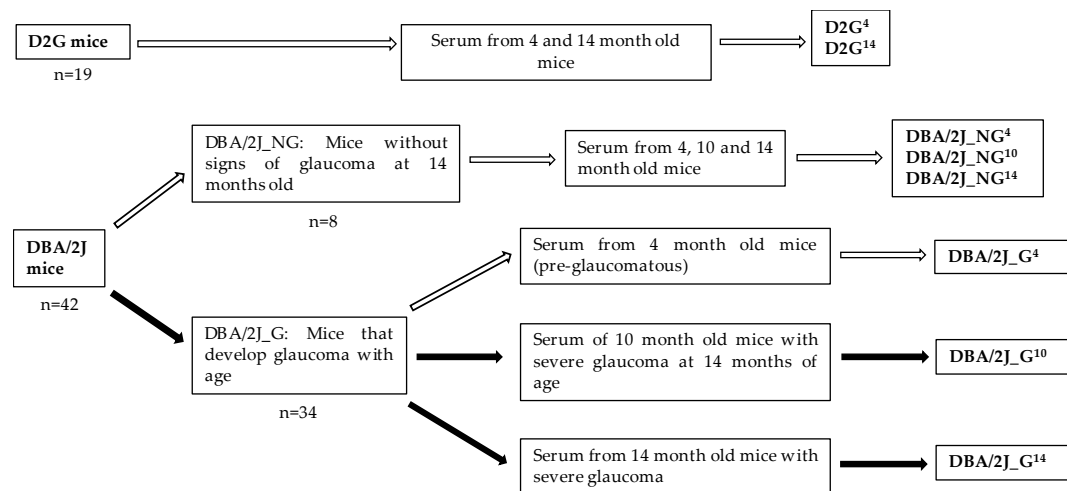 D2G mice
n=19
Serum from 4 and 14 month old
mice
D2G⁴
D2G¹⁴
DBA/2J_NG: Mice without
signs of glaucoma at 14
months old
n=8
Serum from 4, 10 and 14
month old mice
DBA/2J_NG⁴
DBA/2J_NG¹⁰
DBA/2J_NG¹⁴
DBA/2J
mice
n=42
Serum from 4 month old mice
(pre-glaucomatous)
DBA/2J_G⁴
DBA/2J_G: Mice that
develop glaucoma with
age
n=34
Serum of 10 month old mice with
severe glaucoma at 14 months of
age
DBA/2J_G¹⁰
Serum from 14 month old mice with
severe glaucoma
DBA/2J_G¹⁴